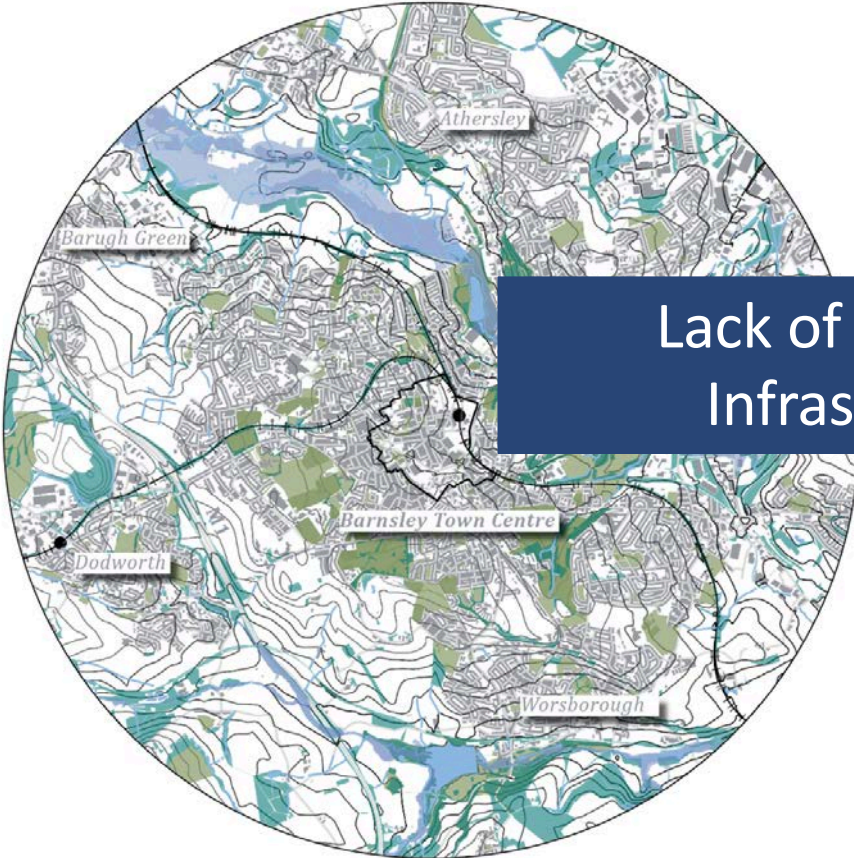 Athersley
Barugh Green
Lack of
Infras
Barnsley Town Centre
Dodworth
Worsborough